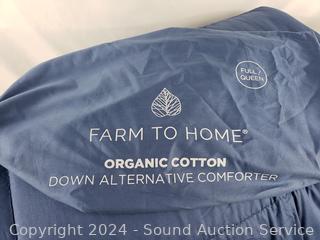 FULL /
QUEEN
FARM TO HOME®
ORGANIC COTTON
DOWN ALTERNATIVE COMFORTER
Copyright 2024 - Sound Auction Service